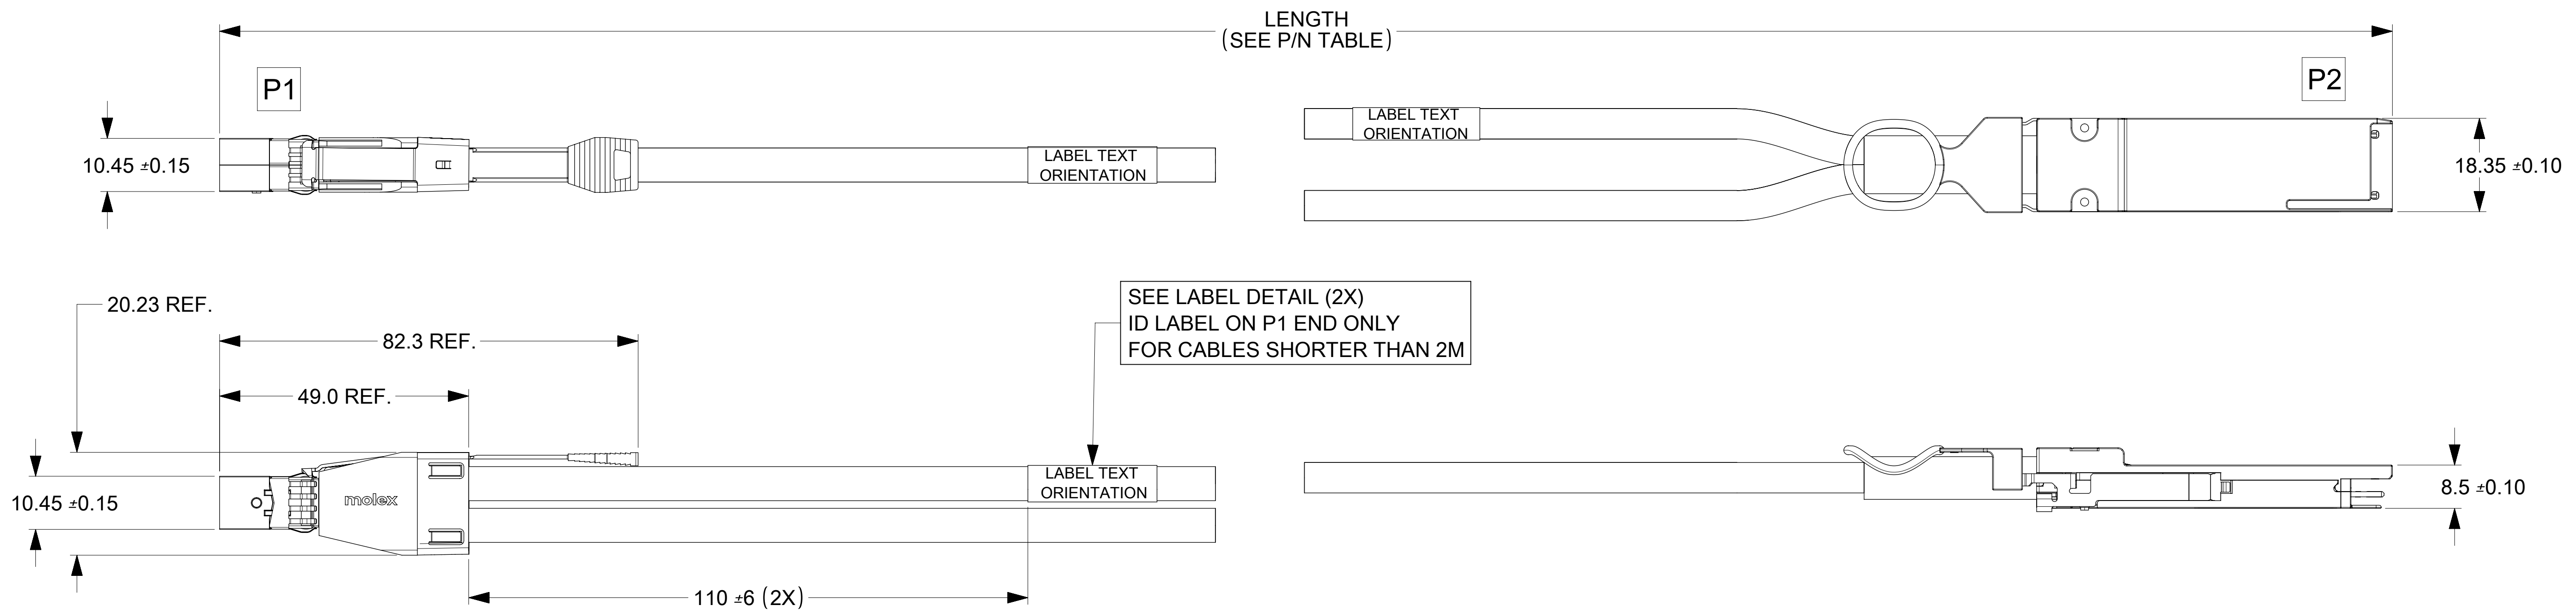 LENGTH
(SEE P/N TABLE)
P1
P2
10.45 ±0.15
LABEL TEXT
ORIENTATION
LABEL TEXT
ORIENTATION
18.35 ±0.10
20.23 REF.
82.3 REF.
49.0 REF.
SEE LABEL DETAIL (2X)
ID LABEL ON P1 END ONLY
FOR CABLES SHORTER THAN 2M
10.45 ±0.15
molex
LABEL TEXT
ORIENTATION
8.5 ±0.10
110 ±6 (2X)